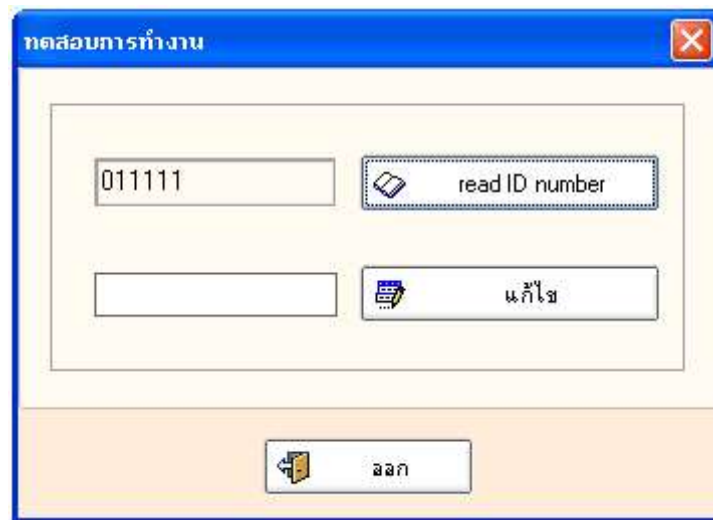 ทดสอบการทำงาน
011111
read ID number
แก้ไข
ออก